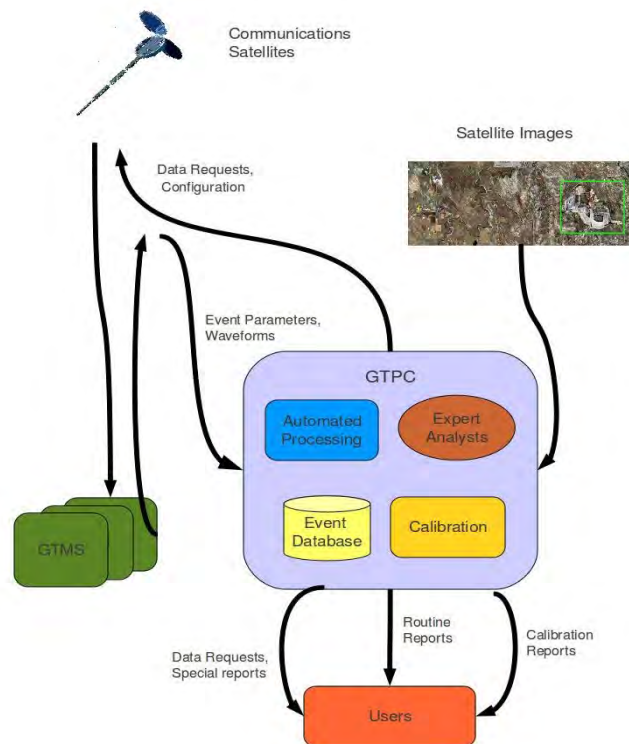 Communications
Satellites
Satellite Images
Data Requests,
Configuration
Event Parameters,
Waveforms
GTPC
Automated
Processing
Expert
Analysts
Event
Database
Calibration
GTMS
Routine
Reports
Data Requests,
Special reports
Calibration
Reports
Users